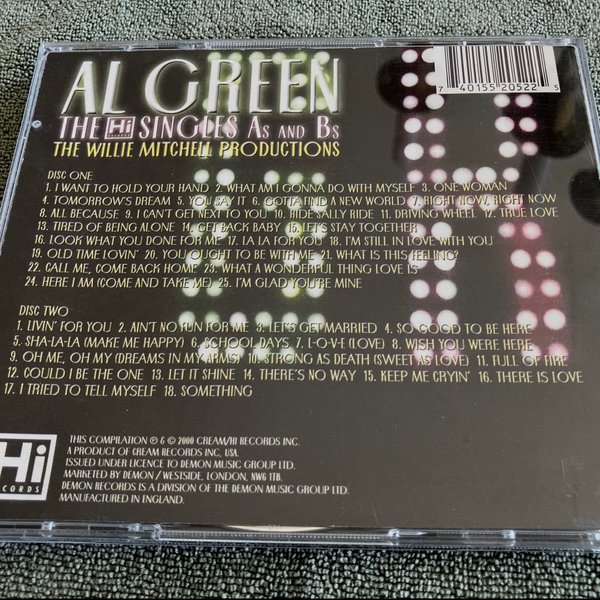 AL GREEN
THE Hi RECORDS SINGLES AS AND BS
THE WILLIE MITCHELL PRODUCTIONS
7 40155 20522 5
DISC ONE
1. I WANT TO HOLD YOUR HAND 2. WHAT AM I GONNA DO WITH MYSELF 3. ONE WOMAN
4. TOMORROW'S DREAM 5. YOU SAY IT 6. GOTTA FIND A NEW WORLD 7. RIGHT NOW, RIGHT NOW
8. ALL BECAUSE 9. I CAN'T GET NEXT TO YOU 10. RIDE SALLY RIDE 11. DRIVING WHEEL 12. TRUE LOVE
13. TIRED OF BEING ALONE 14. GET BACK BABY 15. LET'S STAY TOGETHER
16. LOOK WHAT YOU DONE FOR ME 17. LA LA FOR YOU 18. I'M STILL IN LOVE WITH YOU
19. OLD TIME LOVIN' 20. YOU OUGHT TO BE WITH ME 21. WHAT IS THIS FEELING?
22. CALL ME, COME BACK HOME 23. WHAT A WONDERFUL THING LOVE IS
24. HERE I AM (COME AND TAKE ME) 25. I'M GLAD YOU'RE MINE
DISC TWO
1. LIVIN' FOR YOU 2. AIN'T NO FUN FOR ME 3. LET'S GET MARRIED 4. SO GOOD TO BE HERE
5. SHA-LA-LA (MAKE ME HAPPY) 6. SCHOOL DAYS 7. L-O-V-E (LOVE) 8. WISH YOU WERE HERE
9. OH ME, OH MY (DREAMS IN MY ARMS) 10. STRONG AS DEATH (SWEET AS LOVE) 11. FULL OF FIRE
12. COULD I BE THE ONE 13. LET IT SHINE 14. THERE'S NO WAY 15. KEEP ME CRYIN' 16. THERE IS LOVE
17. I TRIED TO TELL MYSELF 18. SOMETHING
Hi
RECORDS
THIS COMPILATION ℗ & © 2000 CREAM/HI RECORDS INC.
A PRODUCT OF CREAM RECORDS INC, USA.
ISSUED UNDER LICENCE TO DEMON MUSIC GROUP LTD.
MARKETED BY DEMON / WESTSIDE, LONDON, NW6 1TB.
DEMON RECORDS IS A DIVISION OF THE DEMON MUSIC GROUP LTD.
MANUFACTURED IN ENGLAND.